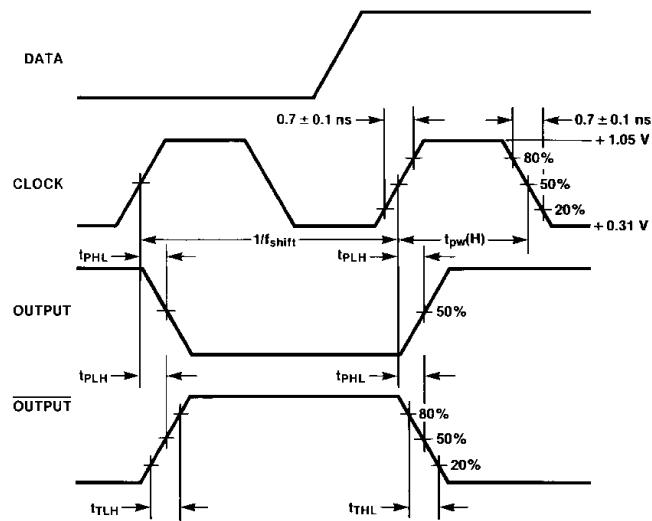 DATA
0.7 ± 0.1 ns
0.7 ± 0.1 ns
+ 1.05 V
80%
CLOCK
50%
20%
+ 0.31 V
1/fshift
tpw(H)
tPHL
tPLH
OUTPUT
50%
tPLH
tPHL
OUTPUT
80%
50%
20%
tTLH
tTHL